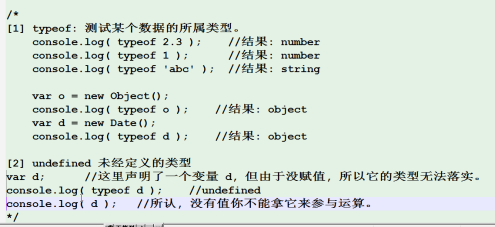 /*
[1] typeof: 测试某个数据的所属类型。
console.log( typeof 2.3 ); //结果: number
console.log( typeof 1 ); //结果: number
console.log( typeof 'abc' ); //结果: string
var o = new Object();
console.log( typeof o ); //结果: object
var d = new Date();
console.log( typeof d ); //结果: object
[2] undefined 未经定义的类型
var d; //这里声明了一个变量 d, 但由于没赋值, 所以它的类型无法落实。
console.log( typeof d ); //undefined
console.log( d ); //所认, 没有值你不能拿它来参与运算。
*/